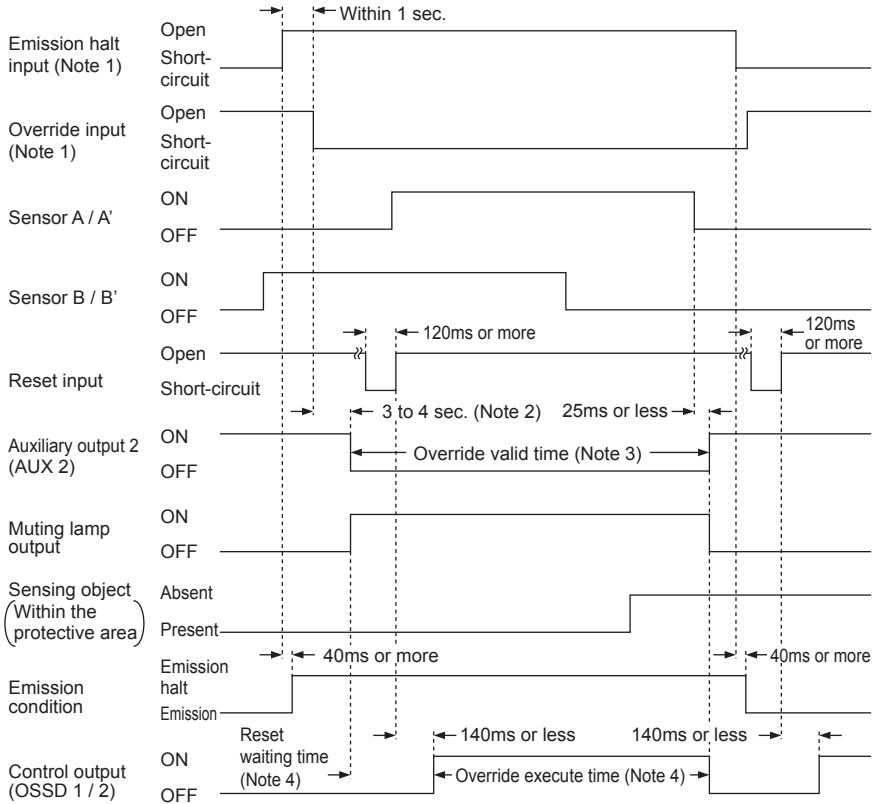 Within 1 sec.
Emission halt
input (Note 1)
Open
Short-
circuit
Override input
(Note 1)
Open
Short-
circuit
Sensor A / A’
ON
OFF
Sensor B / B’
ON
OFF
120ms or more
120ms
or more
Reset input
Open
Short-circuit
3 to 4 sec. (Note 2)
25ms or less
Auxiliary output 2
(AUX 2)
ON
OFF
Override valid time (Note 3)
Muting lamp
output
ON
OFF
Sensing object
(Within the
protective area)
Absent
Present
40ms or more
40ms or more
Emission
condition
Emission
halt
Emission
Reset
waiting time
(Note 4)
140ms or less
140ms or less
Control output
(OSSD 1 / 2)
ON
OFF
Override execute time (Note 4)